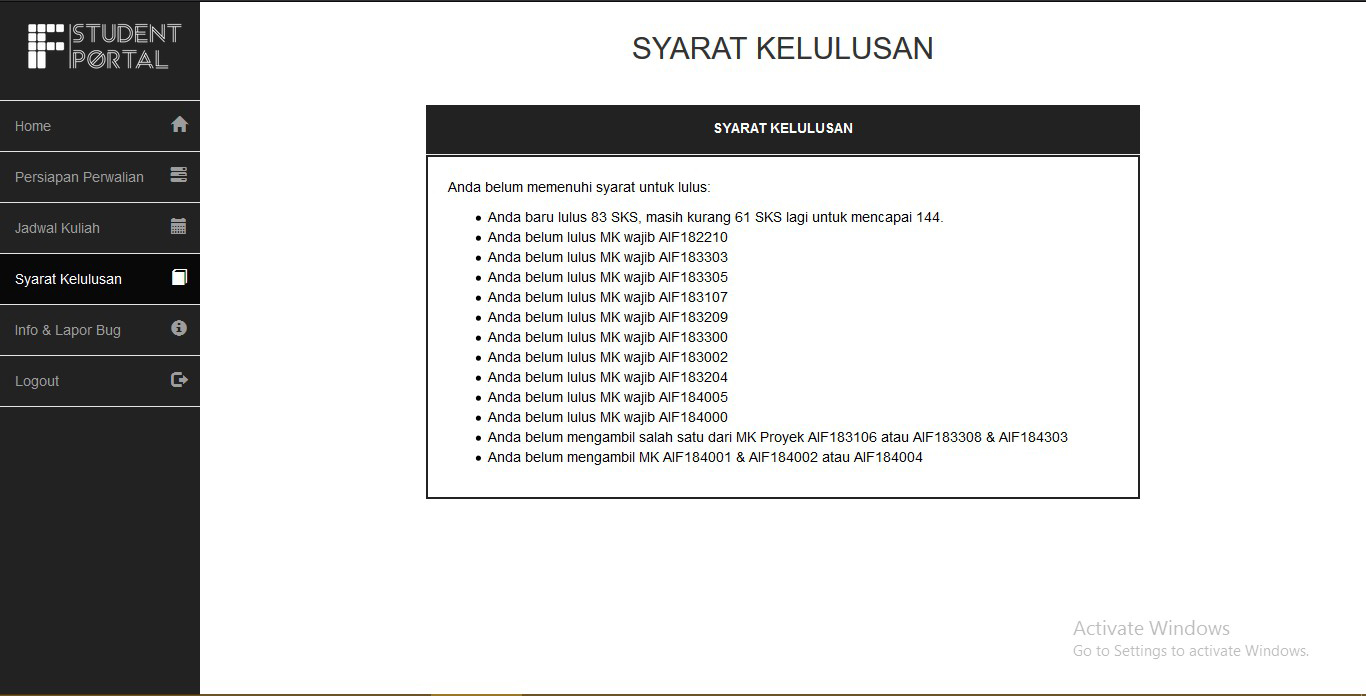 STUDENT
PØRTAL
Home
Persiapan Perwalian
Jadwal Kuliah
Syarat Kelulusan
Info & Lapor Bug
Logout
SYARAT KELULUSAN
SYARAT KELULUSAN
Anda belum memenuhi syarat untuk lulus:
• Anda baru lulus 83 SKS, masih kurang 61 SKS lagi untuk mencapai 144.
• Anda belum lulus MK wajib AIF182210
• Anda belum lulus MK wajib AIF183303
• Anda belum lulus MK wajib AIF183305
• Anda belum lulus MK wajib AIF183107
• Anda belum lulus MK wajib AIF183209
• Anda belum lulus MK wajib AIF183300
• Anda belum lulus MK wajib AIF183002
• Anda belum lulus MK wajib AIF183204
• Anda belum lulus MK wajib AIF184005
• Anda belum lulus MK wajib AIF184000
• Anda belum mengambil salah satu dari MK Proyek AIF183106 atau AIF183308 & AIF184303
• Anda belum mengambil MK AIF184001 & AIF184002 atau AIF184004
Activate Windows
Go to Settings to activate Windows.